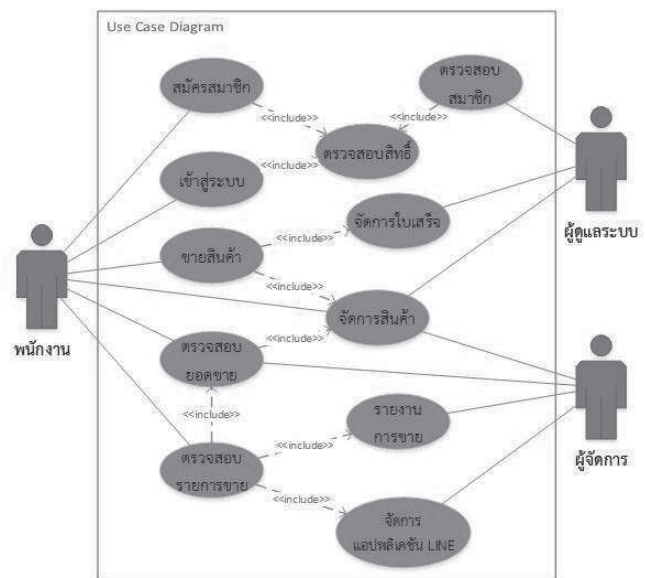 Use Case Diagram
สมัครสมาชิก
ตรวจสอบ
สมาชิก
<<include>>
<<include>>
ตรวจสอบสิทธิ์
<<include>>
เข้าสู่ระบบ
จัดการใบเสร็จ
ผู้ดูแลระบบ
ขายสินค้า
<<include>>
<<include>>
จัดการสินค้า
พนักงาน
ตรวจสอบ
ยอดขาย
<<include>>
<<include>>
รายงาน
การขาย
<<include>>
ผู้จัดการ
ตรวจสอบ
รายการขาย
<<include>>
จัดการ
แอปพลิเคชัน LINE